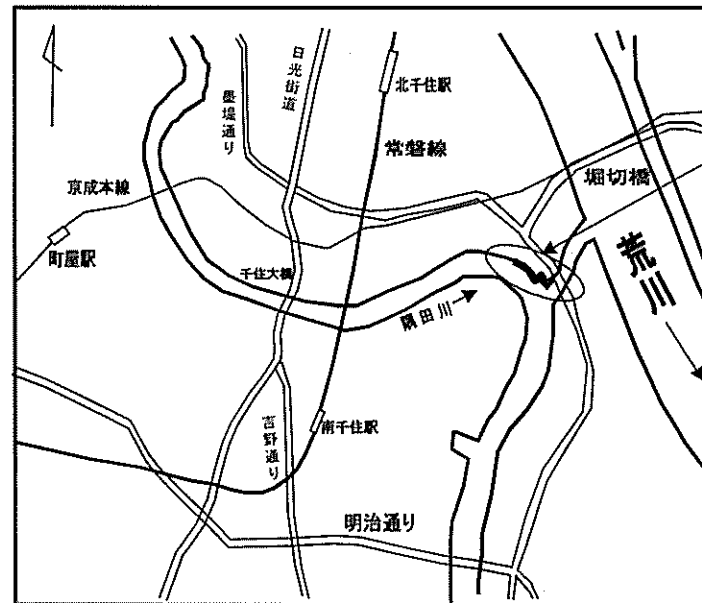 日光街道
墨堤通り
北千住駅
常磐線
堀切橋
京成本線
町屋駅
千住大橋
荒川
隅田川
吉野通り
南千住駅
明治通り